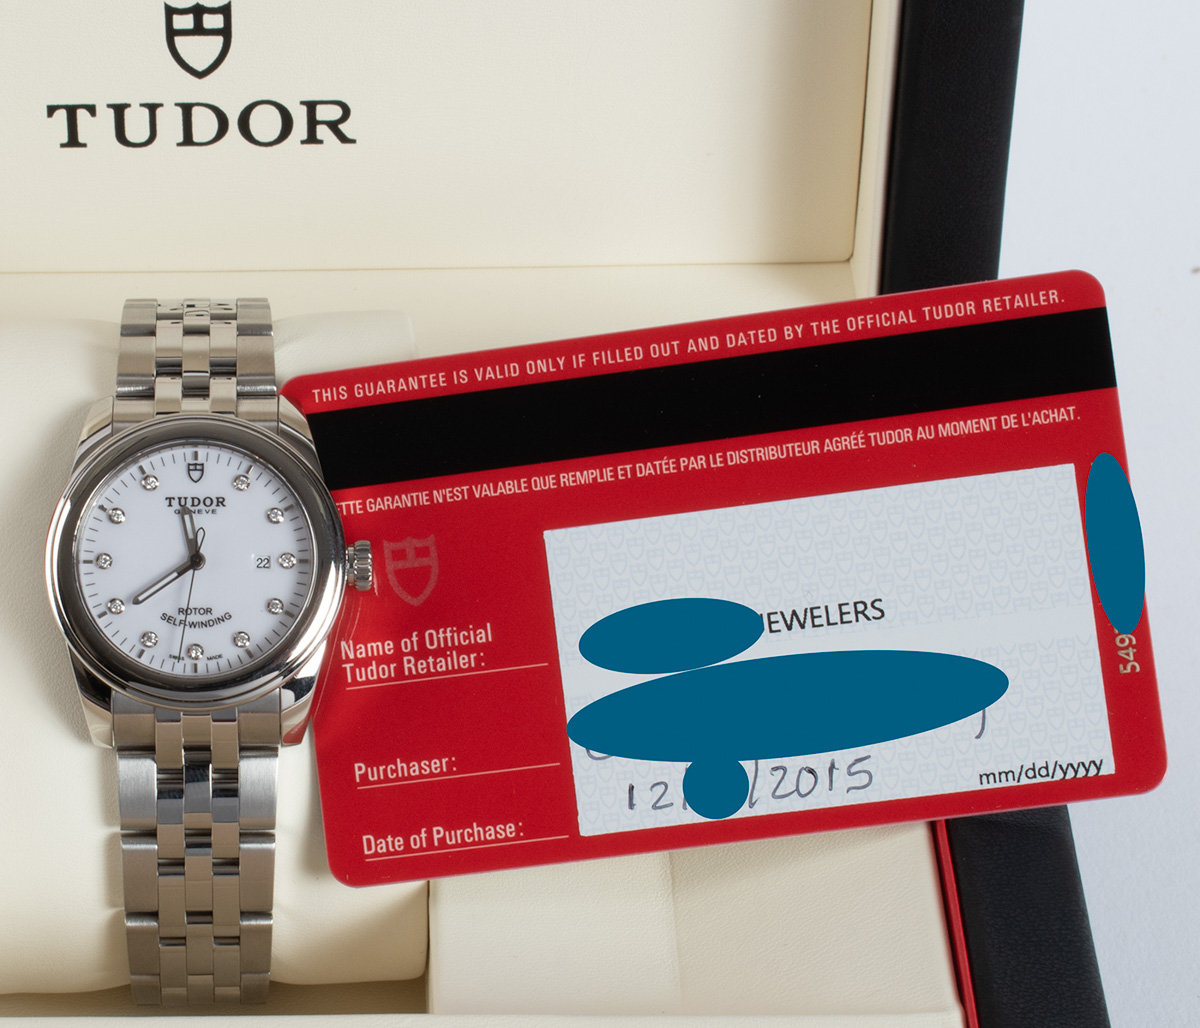 TUDOR
TUDOR
GENEVE
22
ROTOR
SELF-WINDING
SWISS MADE
THIS GUARANTEE IS VALID ONLY IF FILLED OUT AND DATED BY THE OFFICIAL TUDOR RETAILER.
ETTE GARANTIE N'EST VALABLE QUE REMPLIE ET DATÉE PAR LE DISTRIBUTEUR AGRÉÉ TUDOR AU MOMENT DE L'ACHAT.
Name of Official
Tudor Retailer:
JEWELERS
Purchaser:
Date of Purchase:
12/ /2015
mm/dd/yyyy
549